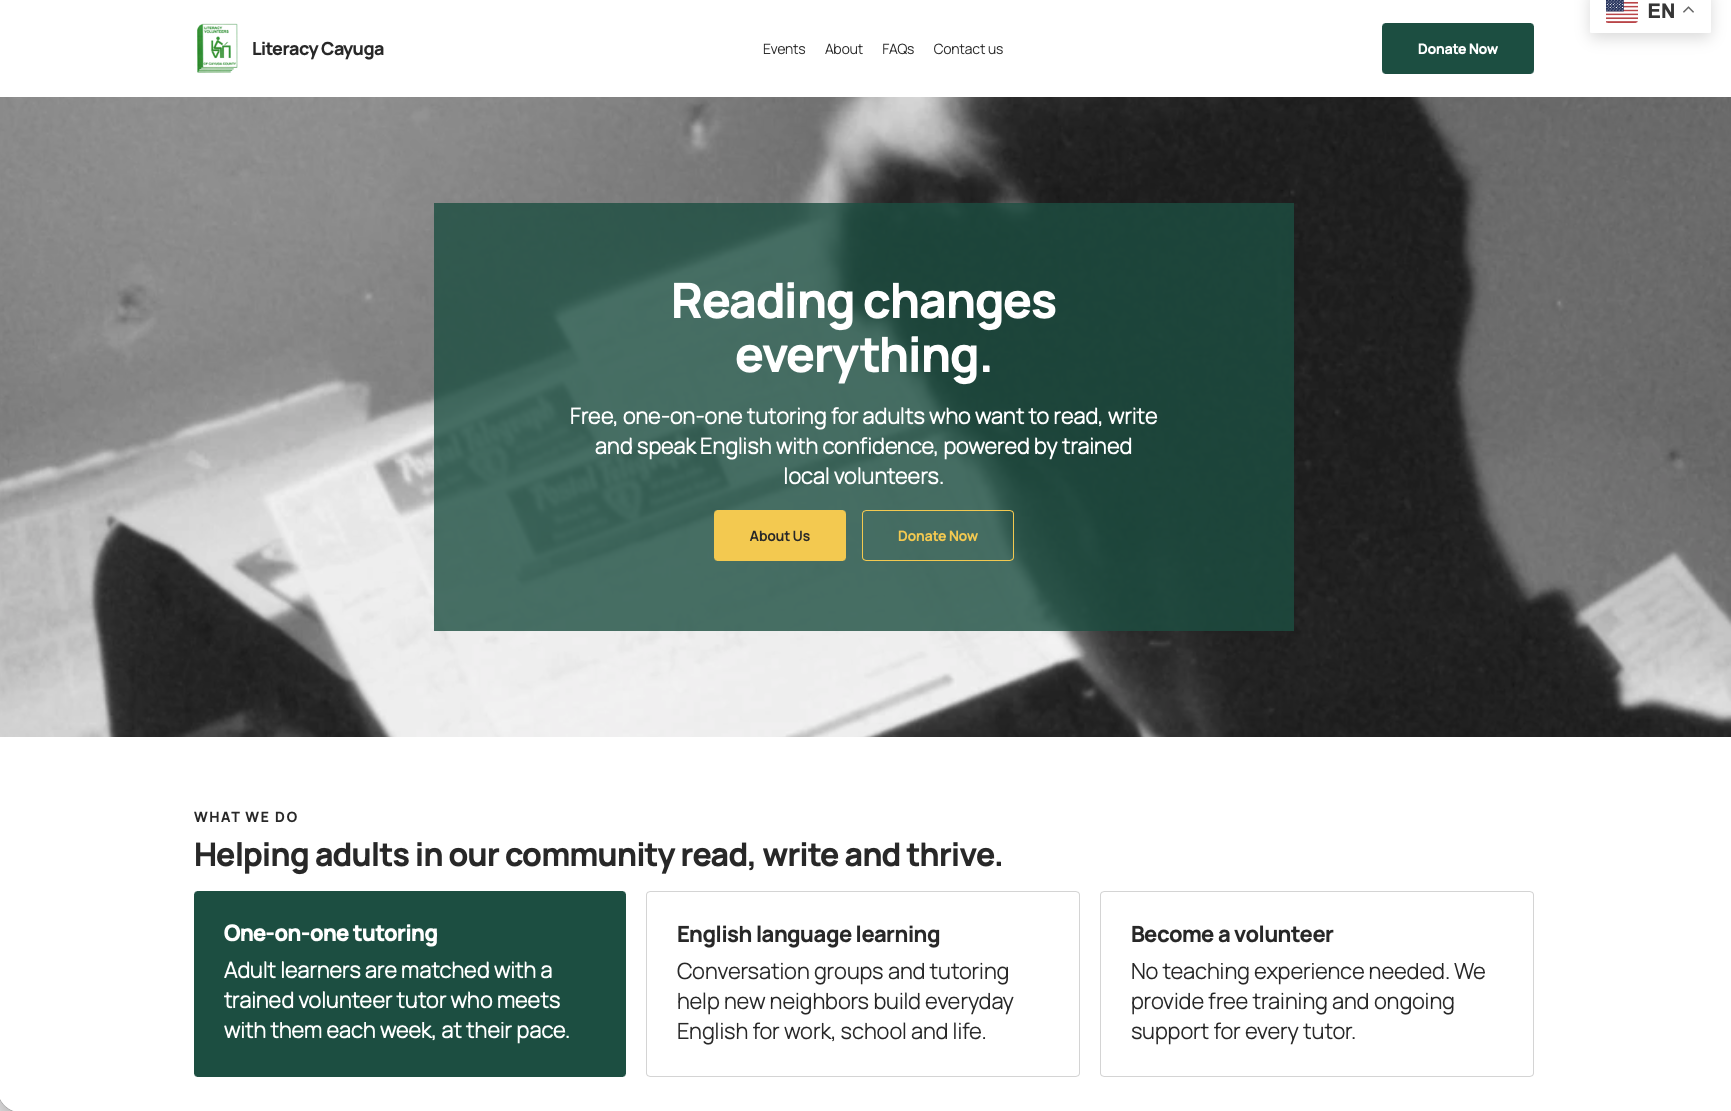 LITERACY
VOLUNTEERS
OF CAYUGA COUNTY
Literacy Cayuga
Events
About
FAQs
Contact us
Donate Now
EN
Reading changes
everything.
Free, one-on-one tutoring for adults who want to read, write
and speak English with confidence, powered by trained
local volunteers.
About Us
Donate Now
WHAT WE DO
Helping adults in our community read, write and thrive.
One-on-one tutoring
Adult learners are matched with a
trained volunteer tutor who meets
with them each week, at their pace.
English language learning
Conversation groups and tutoring
help new neighbors build everyday
English for work, school and life.
Become a volunteer
No teaching experience needed. We
provide free training and ongoing
support for every tutor.